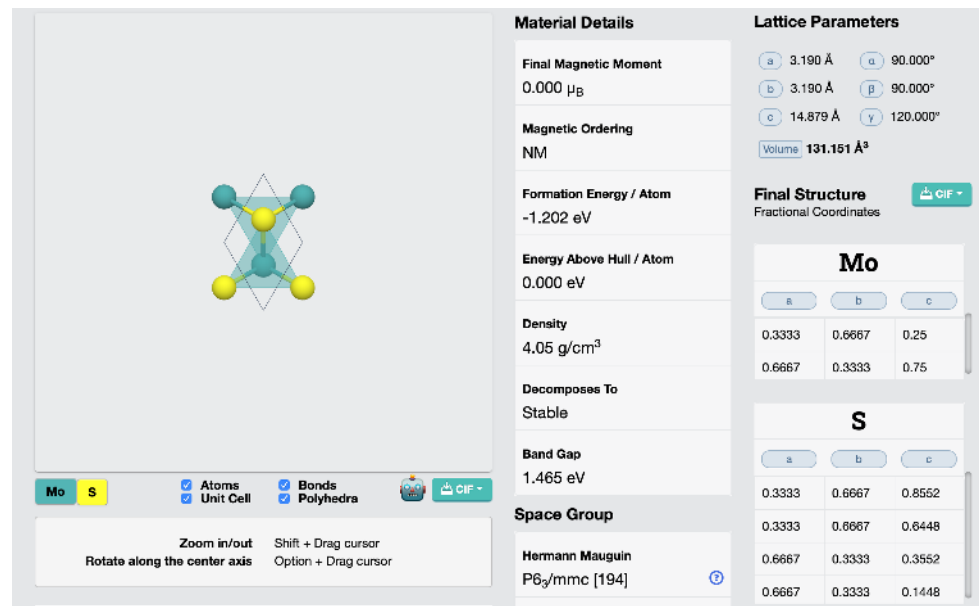 Mo S
Atoms
Unit Cell
Bonds
Polyhedra
CIF
Zoom in/out Shift + Drag cursor
Rotate along the center axis Option + Drag cursor
Material Details
Final Magnetic Moment
0.000 μB
Magnetic Ordering
NM
Formation Energy / Atom
-1.202 eV
Energy Above Hull / Atom
0.000 eV
Density
4.05 g/cm³
Decomposes To
Stable
Band Gap
1.465 eV
Space Group
Hermann Mauguin
P6₃/mmc [194]
?
Lattice Parameters
a 3.190 Å α 90.000°
b 3.190 Å β 90.000°
c 14.879 Å γ 120.000°
Volume 131.151 Å³
Final Structure
CIF
Fractional Coordinates
Mo
a b c
0.3333 0.6667 0.25
0.6667 0.3333 0.75
S
a b c
0.3333 0.6667 0.8552
0.3333 0.6667 0.6448
0.6667 0.3333 0.3552
0.6667 0.3333 0.1448